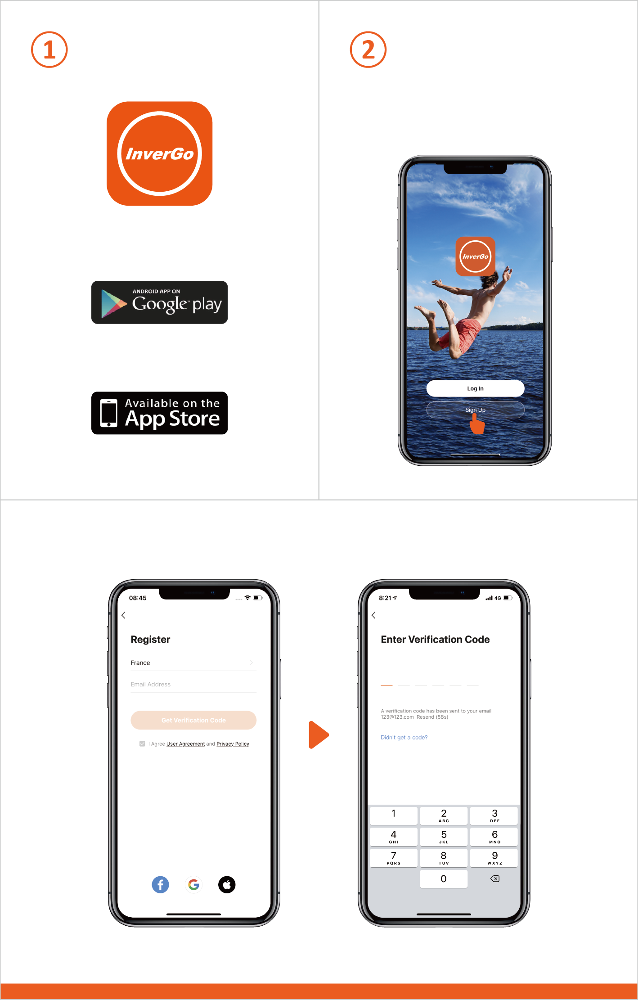 1
InverGo
ANDROID APP ON
Google™ play
Available on the
App Store
2
InverGo
Log In
Sign Up
08:45
Register
France
Email Address
Get Verification Code
I Agree User Agreement and Privacy Policy
8:21
4G
Enter Verification Code
A verification code has been sent to your email
123@123.com Resend (58s)
Didn't get a code?
1 2 3
ABC DEF
4 5 6
GHI JKL MNO
7 8 9
PQRS TUV WXYZ
0